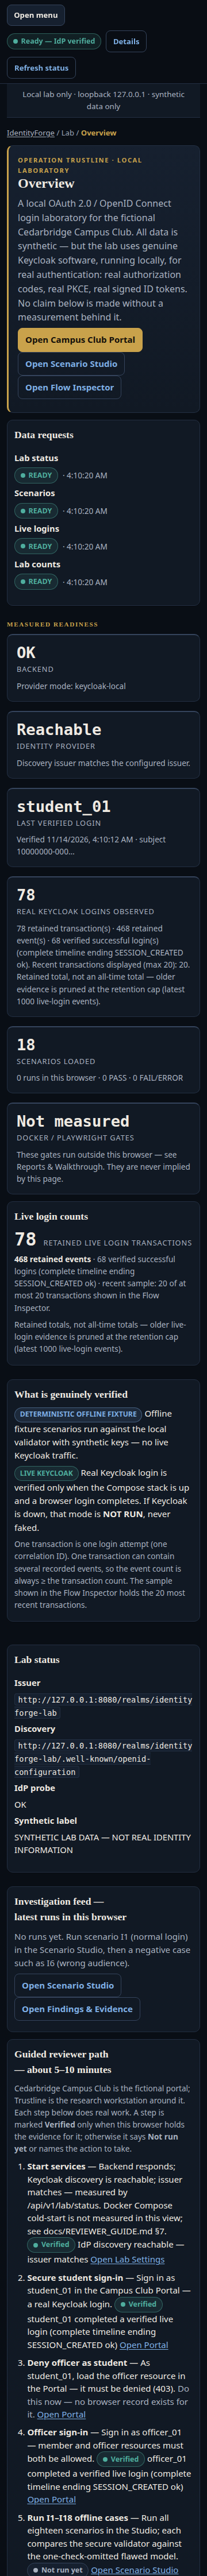 Open menu
Ready — IdP verified
Details
Refresh status
Local lab only · loopback 127.0.0.1 · synthetic
data only
IdentityForge / Lab / Overview
OPERATION TRUSTLINE · LOCAL
LABORATORY
Overview
A local OAuth 2.0 / OpenID Connect
login laboratory for the fictional
Cedarbridge Campus Club. All data is
synthetic — but the lab uses genuine
Keycloak software, running locally, for
real authentication: real authorization
codes, real PKCE, real signed ID tokens.
No claim below is made without a
measurement behind it.
Open Campus Club Portal
Open Scenario Studio
Open Flow Inspector
Data requests
Lab status
READY · 4:10:20 AM
Scenarios
READY · 4:10:20 AM
Live logins
READY · 4:10:20 AM
Lab counts
READY · 4:10:20 AM
MEASURED READINESS
OK
BACKEND
Provider mode: keycloak-local
Reachable
IDENTITY PROVIDER
Discovery issuer matches the configured issuer.
student_01
LAST VERIFIED LOGIN
Verified 11/14/2026, 4:10:12 AM · subject
10000000-000…
78
REAL KEYCLOAK LOGINS OBSERVED
78 retained transaction(s) · 468 retained
event(s) · 68 verified successful login(s)
(complete timeline ending SESSION_CREATED
ok). Recent transactions displayed (max 20): 20.
Retained total, not an all-time total — older
evidence is pruned at the retention cap (latest
1000 live-login events).
18
SCENARIOS LOADED
0 runs in this browser · 0 PASS · 0 FAIL/ERROR
Not measured
DOCKER / PLAYWRIGHT GATES
These gates run outside this browser — see
Reports & Walkthrough. They are never implied
by this page.
Live login counts
78 RETAINED LIVE LOGIN TRANSACTIONS
468 retained events · 68 verified successful
logins (complete timeline ending
SESSION_CREATED ok) · recent sample: 20 of at
most 20 transactions shown in the Flow
Inspector.
Retained totals, not all-time totals — older live-
login evidence is pruned at the retention cap
(latest 1000 live-login events).
What is genuinely verified
DETERMINISTIC OFFLINE FIXTURE Offline
fixture scenarios run against the local
validator with synthetic keys — no live
Keycloak traffic.
LIVE KEYCLOAK Real Keycloak login is
verified only when the Compose stack is up
and a browser login completes. If Keycloak
is down, that mode is NOT RUN, never
faked.
One transaction is one login attempt (one
correlation ID). One transaction can contain
several recorded events, so the event count is
always ≥ the transaction count. The sample
shown in the Flow Inspector holds the 20 most
recent transactions.
Lab status
Issuer
http://127.0.0.1:8080/realms/identity
forge-lab
Discovery
http://127.0.0.1:8080/realms/identity
forge-lab/.well-known/openid-
configuration
IdP probe
OK
Synthetic label
SYNTHETIC LAB DATA — NOT REAL IDENTITY
INFORMATION
Investigation feed —
latest runs in this browser
No runs yet. Run scenario I1 (normal login)
in the Scenario Studio, then a negative case
such as I6 (wrong audience).
Open Scenario Studio
Open Findings & Evidence
Guided reviewer path
— about 5–10 minutes
Cedarbridge Campus Club is the fictional portal;
Trustline is the research workstation around it.
Each step below does real work. A step is
marked Verified only when this browser holds
the evidence for it; otherwise it says Not run
yet or names the action to take.
1. Start services — Backend responds;
Keycloak discovery is reachable; issuer
matches — measured by
/api/v1/lab/status. Docker Compose
cold-start is not measured in this view;
see docs/REVIEWER_GUIDE.md §7.
Verified IdP discovery reachable —
issuer matches Open Lab Settings
2. Secure student sign-in — Sign in as
student_01 in the Campus Club Portal —
a real Keycloak login. Verified
student_01 completed a verified live
login (complete timeline ending
SESSION_CREATED ok) Open Portal
3. Deny officer as student — As
student_01, load the officer resource in
the Portal — it must be denied (403). Do
this now — no browser record exists for
it. Open Portal
4. Officer sign-in — Sign in as officer_01
— member and officer resources must
both be allowed. Verified officer_01
completed a verified live login (complete
timeline ending SESSION_CREATED ok)
Open Portal
5. Run I1–I18 offline cases — Run all
eighteen scenarios in the Studio; each
compares the secure validator against
the one-check-omitted flawed model.
Not run yet Open Scenario Studio